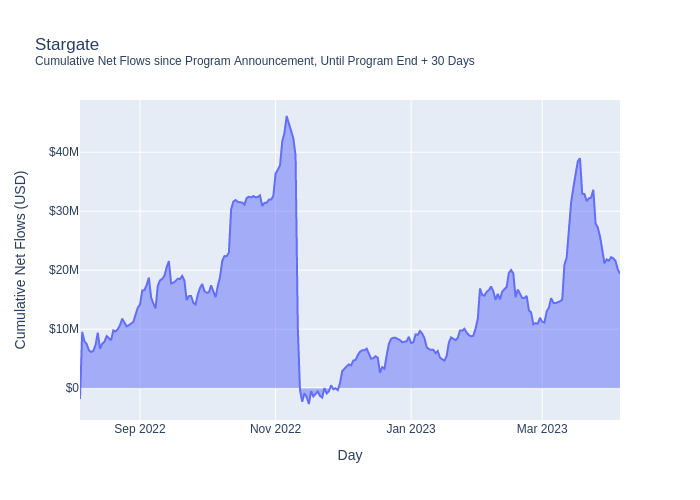 Stargate
Cumulative Net Flows since Program Announcement, Until Program End + 30 Days
Cumulative Net Flows (USD)
$40M
$30M
$20M
$10M
$0
Sep 2022
Nov 2022
Jan 2023
Mar 2023
Day